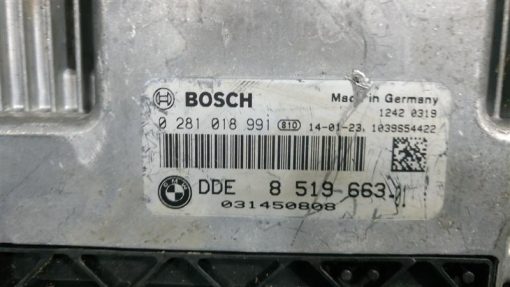 BOSCH Made in Germany
1242 0319
0 281 018 991 810 14-01-23. 1039S54422
BMW DDE 8 519 663
031450808